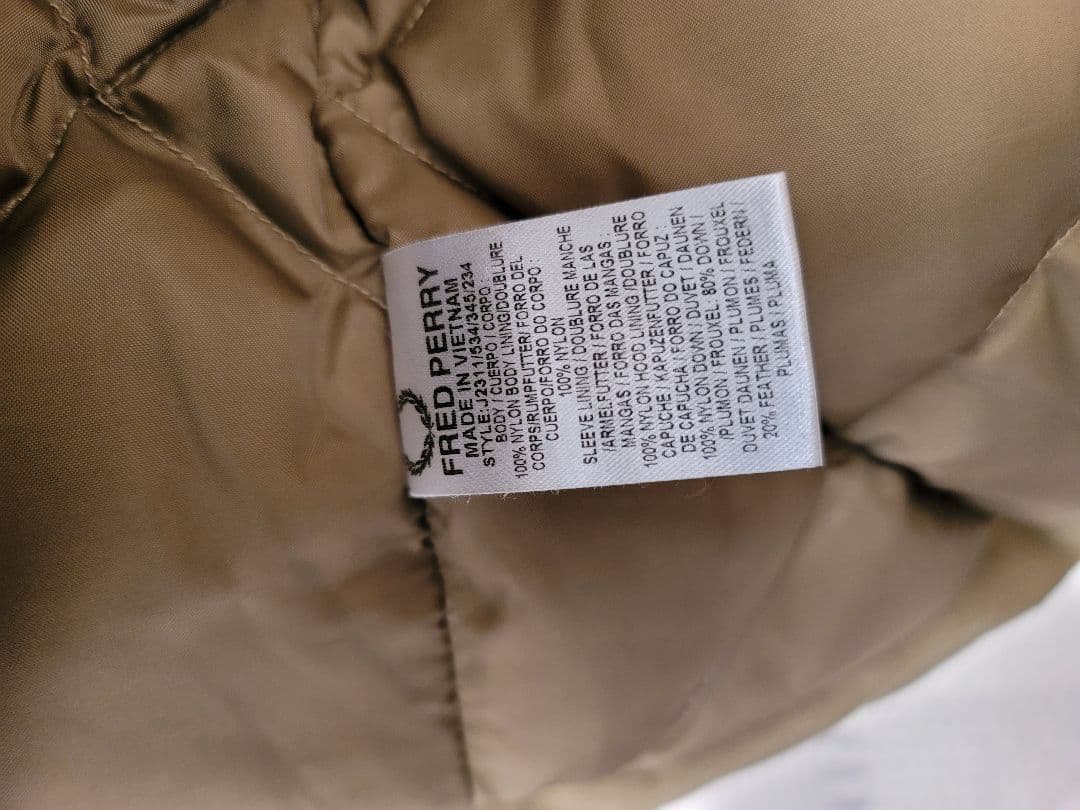 FRED PERRY
MADE IN VIETNAM
STYLE: J2311/534/345/234
BODY / CUERPO / CORPO :
100% NYLON BODY LINING/DOUBLURE
CORPS/RUMPFUTTER/ FORRO DEL
CUERPO/FORRO DO CORPO :
100% NYLON
SLEEVE LINING / DOUBLURE MANCHE
/ARMELFUTTER / FORRO DE LAS
MANGAS / FORRO DAS MANGAS :
100% NYLON HOOD LINING /DOUBLURE
CAPUCHE / KAPUZENFUTTER / FORRO
DE CAPUCHA / FORRO DO CAPUZ :
100% NYLON DOWN / DUVET / DAUNEN
/PLUMON / FROUXEL: 80% DOWN /
DUVET DAUNEN / PLUMON / FROUXEL
20% FEATHER / PLUMES / FEDERN /
PLUMAS / PLUMA